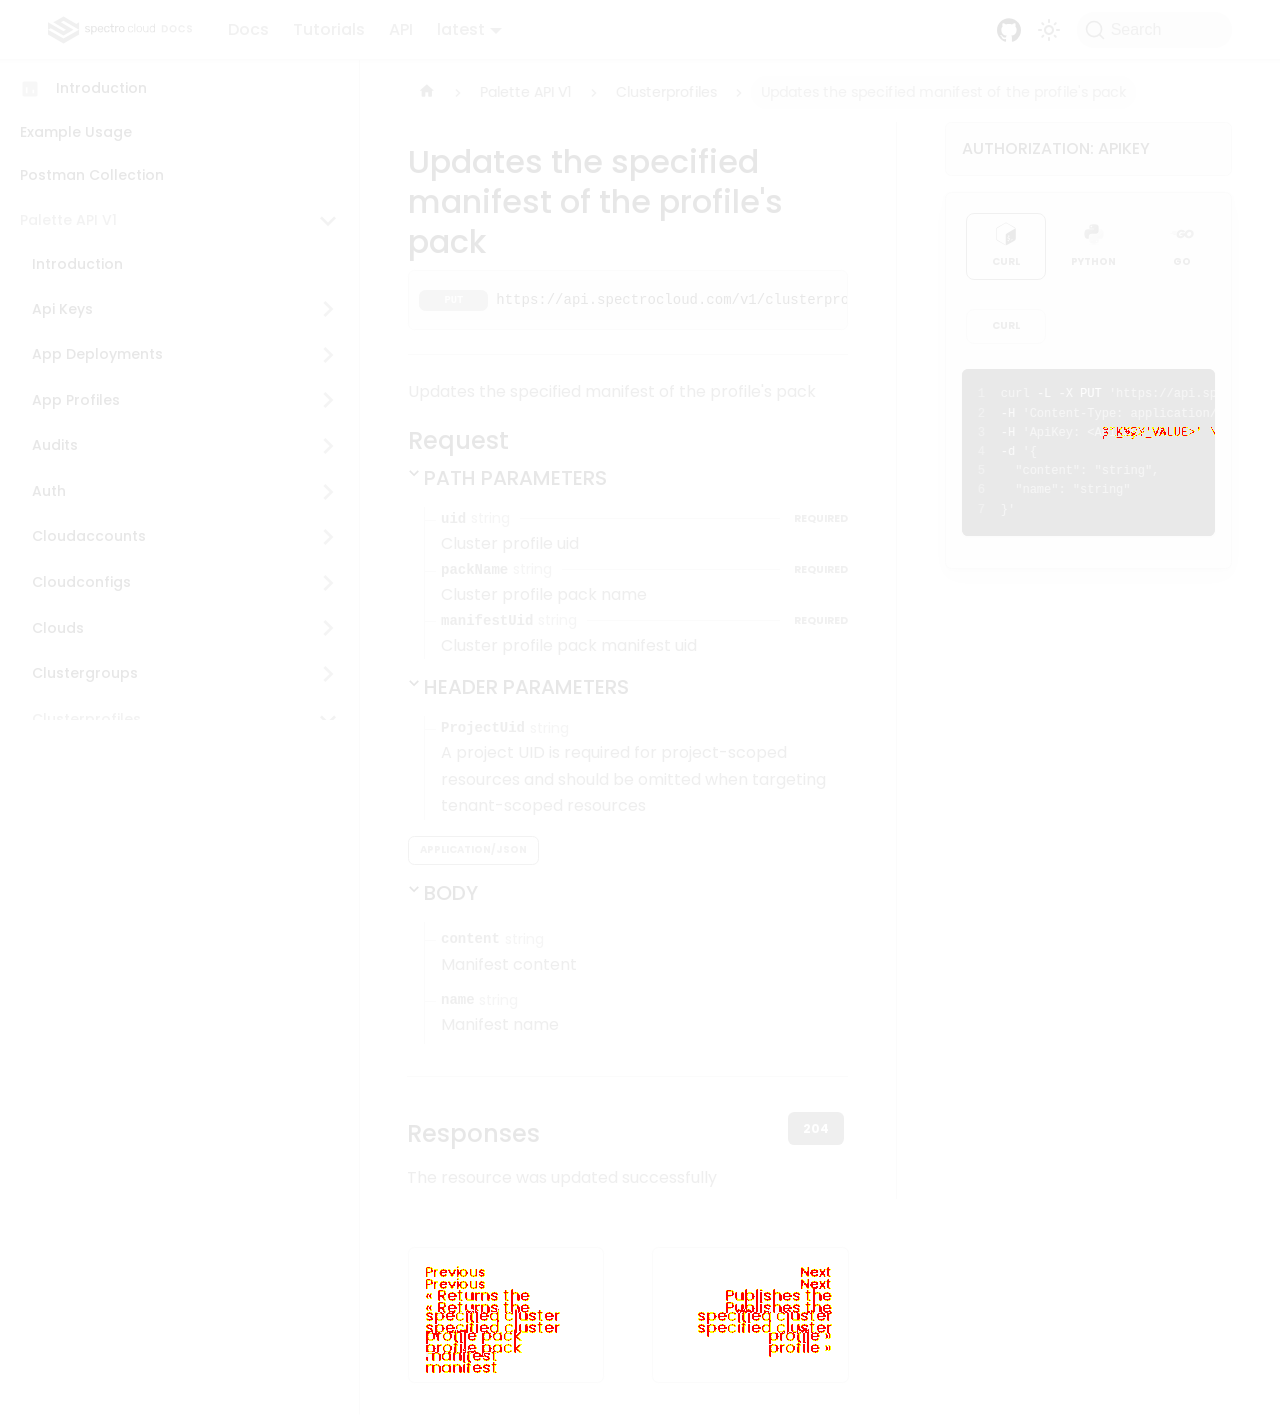 spectro cloud DOCS
Docs
Tutorials
API
latest
Search
Introduction
Example Usage
Postman Collection
Palette API V1
Introduction
Api Keys
App Deployments
App Profiles
Audits
Auth
Cloudaccounts
Cloudconfigs
Clouds
Clustergroups
Clusterprofiles
Palette API V1
Clusterprofiles
Updates the specified manifest of the profile's pack
Updates the specified
manifest of the profile's
pack
PUT https://api.spectrocloud.com/v1/clusterpro
Updates the specified manifest of the profile's pack
Request
PATH PARAMETERS
uid string REQUIRED
Cluster profile uid
packName string REQUIRED
Cluster profile pack name
manifestUid string REQUIRED
Cluster profile pack manifest uid
HEADER PARAMETERS
ProjectUid string
A project UID is required for project-scoped
resources and should be omitted when targeting
tenant-scoped resources
APPLICATION/JSON
BODY
content string
Manifest content
name string
Manifest name
Responses
204
The resource was updated successfully
Previous
« Returns the
specified cluster
profile pack
manifest
Next
Publishes the
specified cluster
profile »
AUTHORIZATION: APIKEY
CURL
PYTHON
GO
GO
CURL
1 curl -L -X PUT 'https://api.sp
2 -H 'Content-Type: application/
3 -H 'ApiKey: VALUE>' \
4 -d '{
5 "content": "string",
6 "name": "string"
7 }'